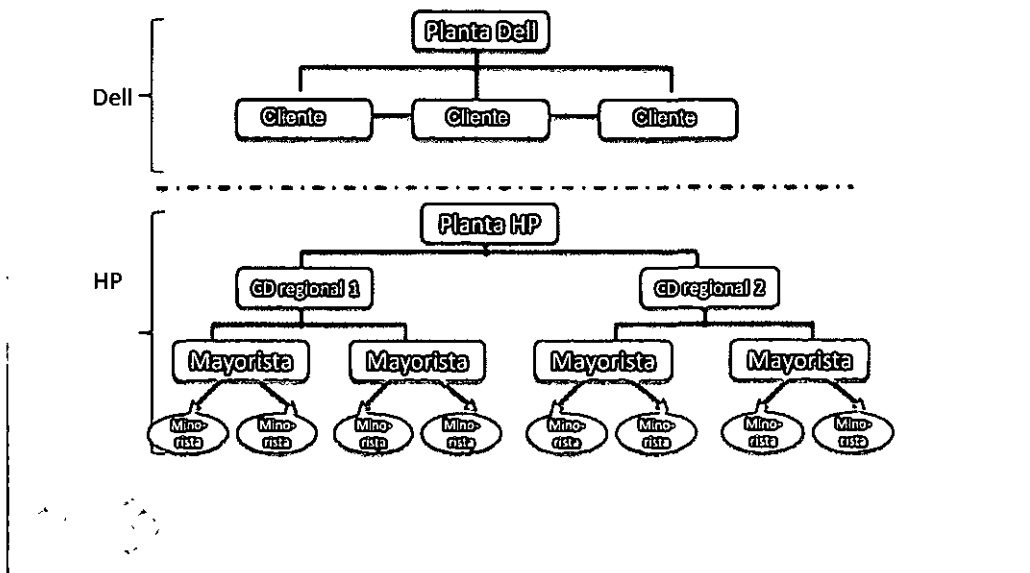 Planta Dell
Dell
Cliente Cliente Cliente
Planta HP
HP
CD regional 1 CD regional 2
Mayorista Mayorista Mayorista Mayorista
Mino- Mino- Mino- Mino- Mino- Mino- Mino- Mino-
rista rista rista rista rista rista rista rista